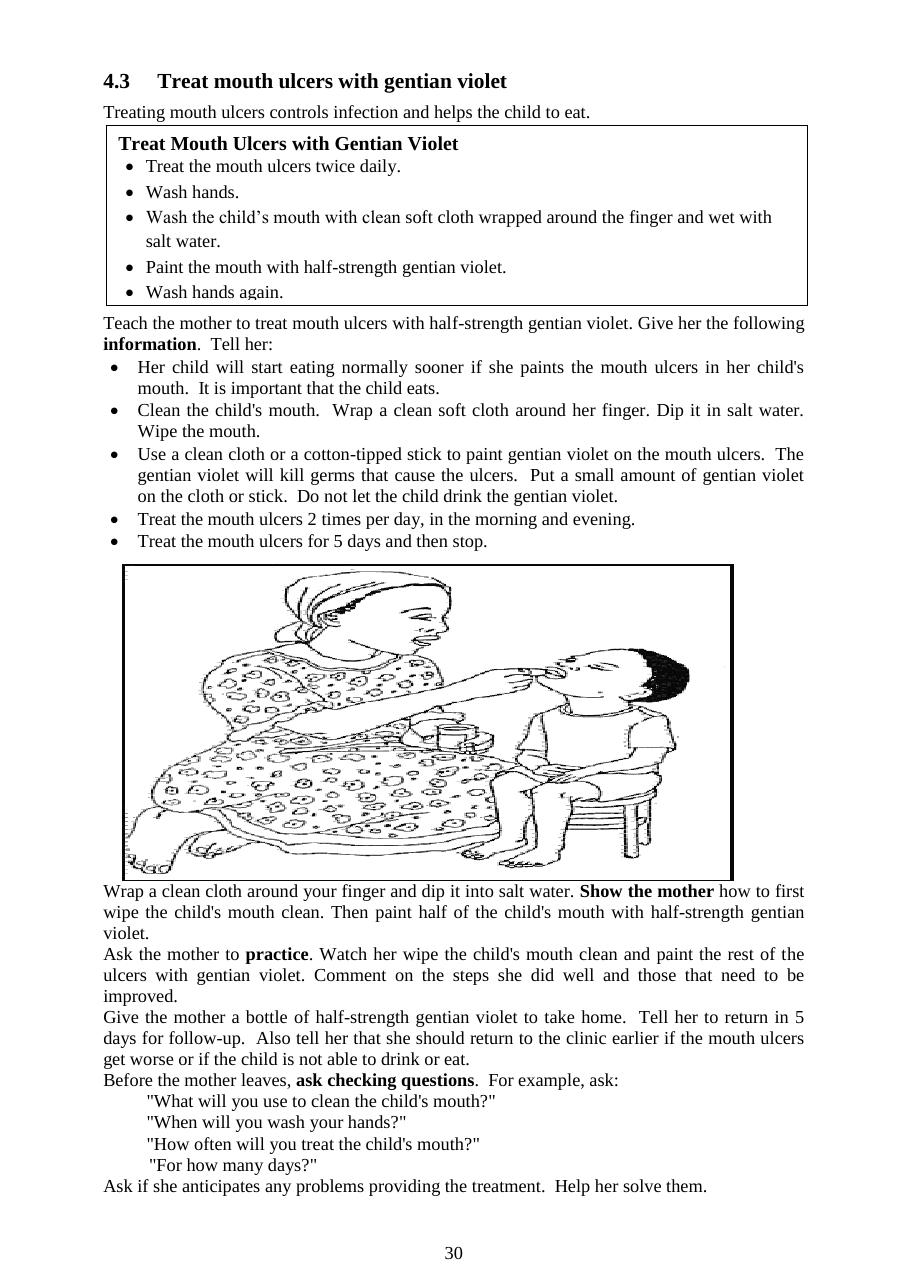 4.3 Treat mouth ulcers with gentian violet
Treating mouth ulcers controls infection and helps the child to eat.
Treat Mouth Ulcers with Gentian Violet
• Treat the mouth ulcers twice daily.
• Wash hands.
• Wash the child’s mouth with clean soft cloth wrapped around the finger and wet with
salt water.
• Paint the mouth with half-strength gentian violet.
• Wash hands again.
Teach the mother to treat mouth ulcers with half-strength gentian violet. Give her the following
information. Tell her:
• Her child will start eating normally sooner if she paints the mouth ulcers in her child's
mouth. It is important that the child eats.
• Clean the child's mouth. Wrap a clean soft cloth around her finger. Dip it in salt water.
Wipe the mouth.
• Use a clean cloth or a cotton-tipped stick to paint gentian violet on the mouth ulcers. The
gentian violet will kill germs that cause the ulcers. Put a small amount of gentian violet
on the cloth or stick. Do not let the child drink the gentian violet.
• Treat the mouth ulcers 2 times per day, in the morning and evening.
• Treat the mouth ulcers for 5 days and then stop.
Wrap a clean cloth around your finger and dip it into salt water. Show the mother how to first
wipe the child's mouth clean. Then paint half of the child's mouth with half-strength gentian
violet.
Ask the mother to practice. Watch her wipe the child's mouth clean and paint the rest of the
ulcers with gentian violet. Comment on the steps she did well and those that need to be
improved.
Give the mother a bottle of half-strength gentian violet to take home. Tell her to return in 5
days for follow-up. Also tell her that she should return to the clinic earlier if the mouth ulcers
get worse or if the child is not able to drink or eat.
Before the mother leaves, ask checking questions. For example, ask:
"What will you use to clean the child's mouth?"
"When will you wash your hands?"
"How often will you treat the child's mouth?"
"For how many days?"
Ask if she anticipates any problems providing the treatment. Help her solve them.
30